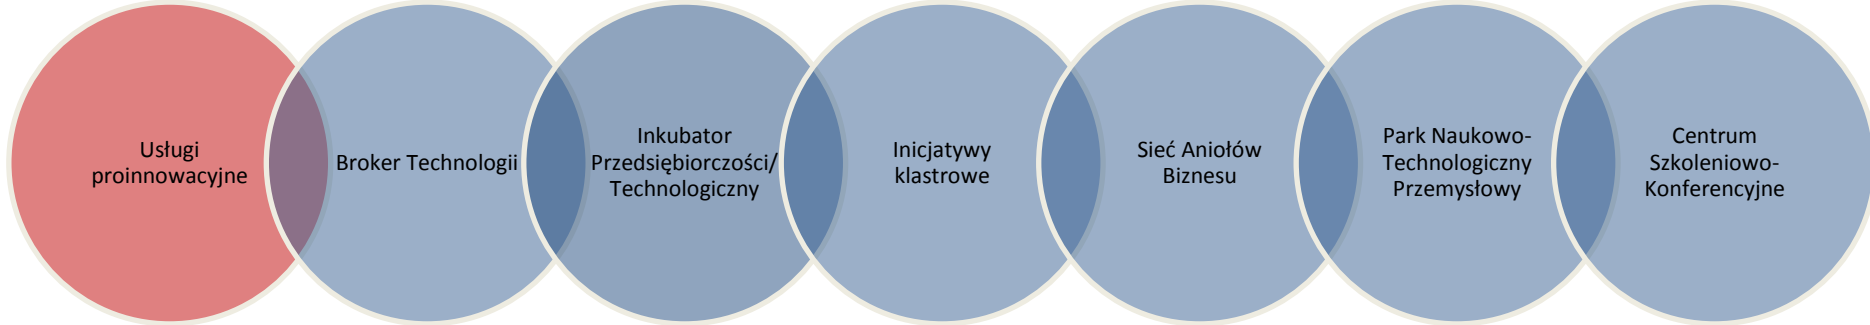 Usługi
proinnowacyjne
Broker Technologii
Inkubator
Przedsiębiorczości/
Technologiczny
Inicjatywy
klastrowe
Sieć Aniołów
Biznesu
Park Naukowo-
Technologiczny
Przemysłowy
Centrum
Szkoleniowo-
Konferencyjne